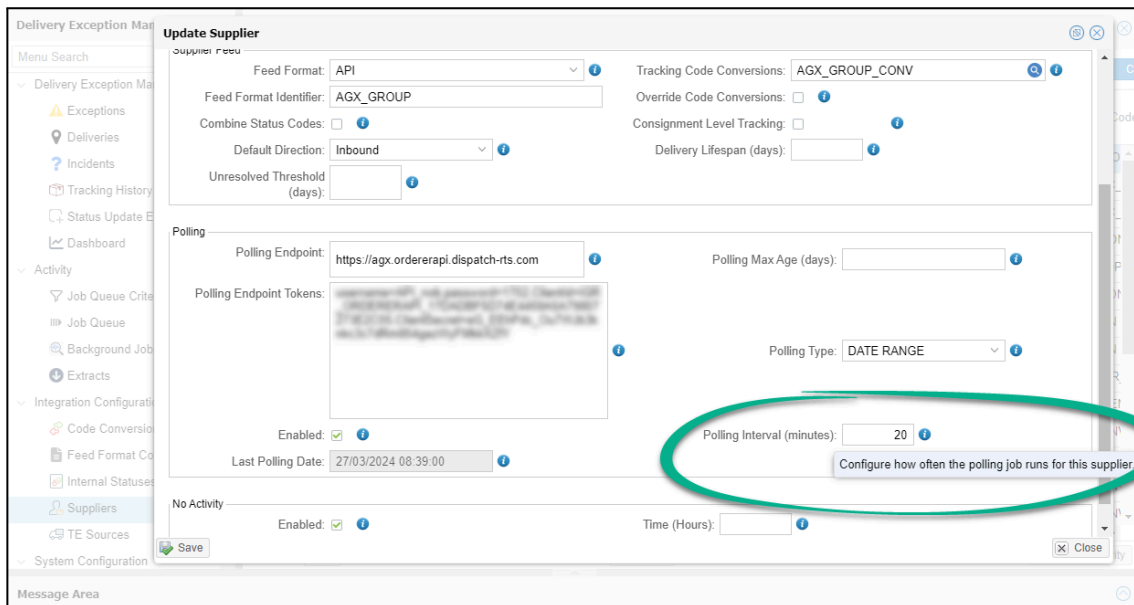 Delivery Exception Mar
Menu Search
Delivery Exception Ma
Exceptions
Deliveries
Incidents
Tracking History
Status Update E
Dashboard
Activity
Job Queue Crite
Job Queue
Background Job
Extracts
Integration Configurati
Code Conversio
Feed Format Co
Internal Statuses
Suppliers
TE Sources
System Configuration
Message Area
Update Supplier
Supplier Feed
Feed Format: API
Tracking Code Conversions: AGX_GROUP_CONV
Feed Format Identifier: AGX_GROUP
Override Code Conversions:
Combine Status Codes:
Consignment Level Tracking:
Default Direction: Inbound
Delivery Lifespan (days):
Unresolved Threshold
(days):
Polling
Polling Endpoint: https://agx.ordererapi.dispatch-rts.com
Polling Max Age (days):
Polling Endpoint Tokens:
Polling Type: DATE RANGE
Enabled:
Polling Interval (minutes): 20
Configure how often the polling job runs for this supplier
Last Polling Date: 27/03/2024 08:39:00
No Activity
Enabled:
Time (Hours):
Save
Close